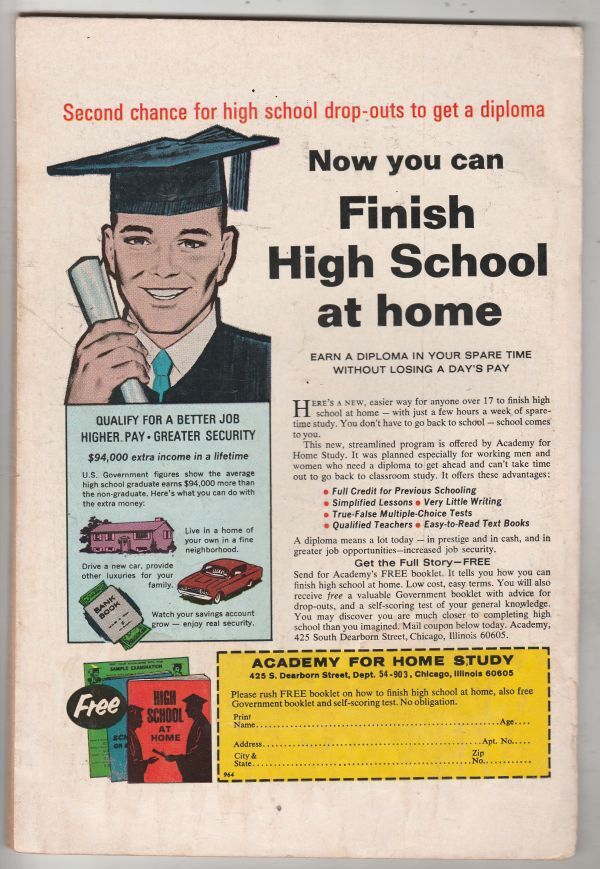 Second chance for high school drop-outs to get a diploma
Now you can
Finish
High School
at home
EARN A DIPLOMA IN YOUR SPARE TIME
WITHOUT LOSING A DAY'S PAY
QUALIFY FOR A BETTER JOB
HIGHER PAY • GREATER SECURITY
$94,000 extra income in a lifetime
U.S. Government figures show the average
high school graduate earns $94,000 more than
the non-graduate. Here's what you can do with
the extra money:
Live in a home of
your own in a fine
neighborhood.
Drive a new car, provide
other luxuries for your
family.
BANK
BOOK
Watch your savings account
grow — enjoy real security.
HERE'S A NEW, easier way for anyone over 17 to finish high
school at home — with just a few hours a week of spare-
time study. You don't have to go back to school — school comes
to you.
This new, streamlined program is offered by Academy for
Home Study. It was planned especially for working men and
women who need a diploma to get ahead and can't take time
out to go back to classroom study. It offers these advantages:
• Full Credit for Previous Schooling
• Simplified Lessons • Very Little Writing
• True-False Multiple-Choice Tests
• Qualified Teachers • Easy-to-Read Text Books
A diploma means a lot today — in prestige and in cash, and in
greater job opportunities—increased job security.
Get the Full Story—FREE
Send for Academy's FREE booklet. It tells you how you can
finish high school at home. Low cost, easy terms. You will also
receive free a valuable Government booklet with advice for
drop-outs, and a self-scoring test of your general knowledge.
You may discover you are much closer to completing high
school than you imagined. Mail coupon below today. Academy,
425 South Dearborn Street, Chicago, Illinois 60605.
SAMPLE EXAMINATION
Free
HIGH
SCHOOL
AT
HOME
ACADEMY FOR HOME STUDY
425 S. Dearborn Street, Dept. 54-903, Chicago, Illinois 60605
Please rush FREE booklet on how to finish high school at home, also free
Government booklet and self-scoring test. No obligation.
Print
Name Age
Address Apt. No.
City & Zip
State No.
964